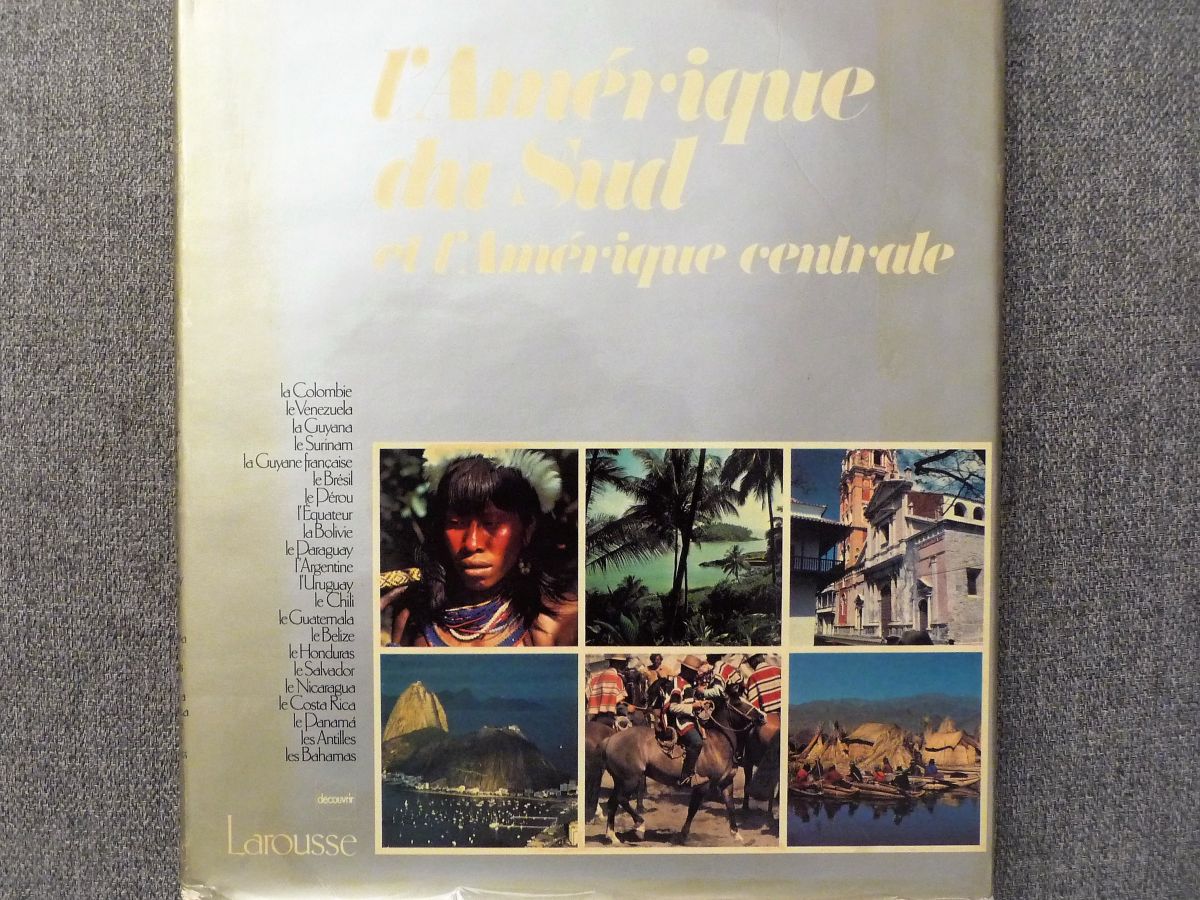 l'Amérique
du Sud
et l'Amérique centrale
la Colombie
le Venezuela
la Guyana
le Surinam
la Guyane française
le Brésil
le Pérou
l'Équateur
la Bolivie
le Paraguay
l'Argentine
l'Uruguay
le Chili
le Guatemala
le Belize
le Honduras
le Salvador
le Nicaragua
le Costa Rica
le Panamá
les Antilles
les Bahamas
découvrir
Larousse